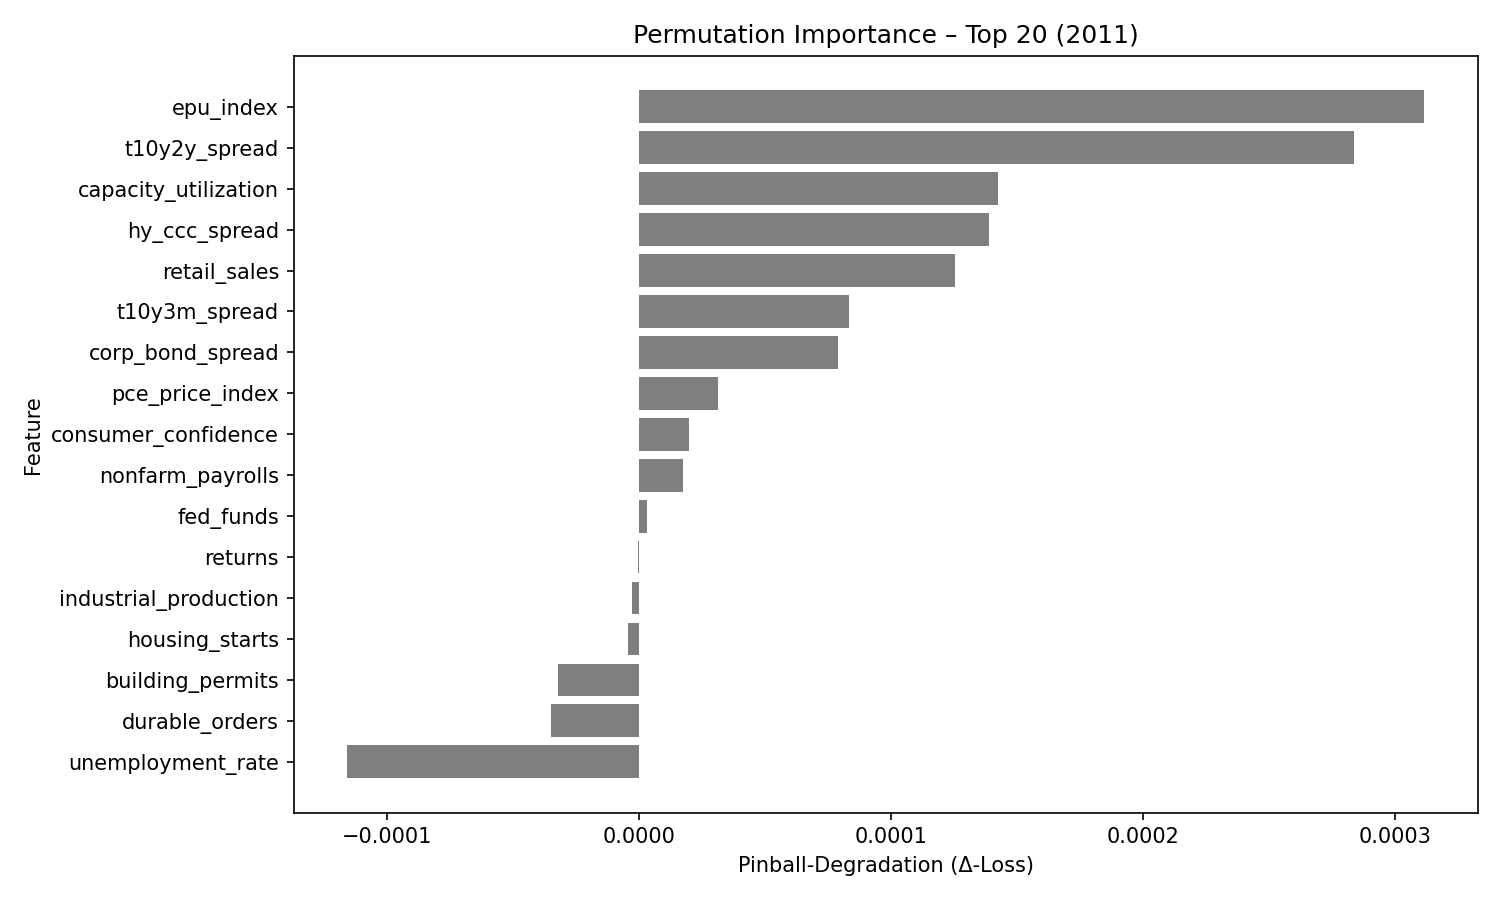 Permutation Importance – Top 20 (2011)
epu_index
t10y2y_spread
capacity_utilization
hy_ccc_spread
retail_sales
t10y3m_spread
corp_bond_spread
pce_price_index
consumer_confidence
nonfarm_payrolls
fed_funds
returns
industrial_production
housing_starts
building_permits
durable_orders
unemployment_rate
Feature
−0.0001 0.0000 0.0001 0.0002 0.0003
Pinball-Degradation (Δ-Loss)